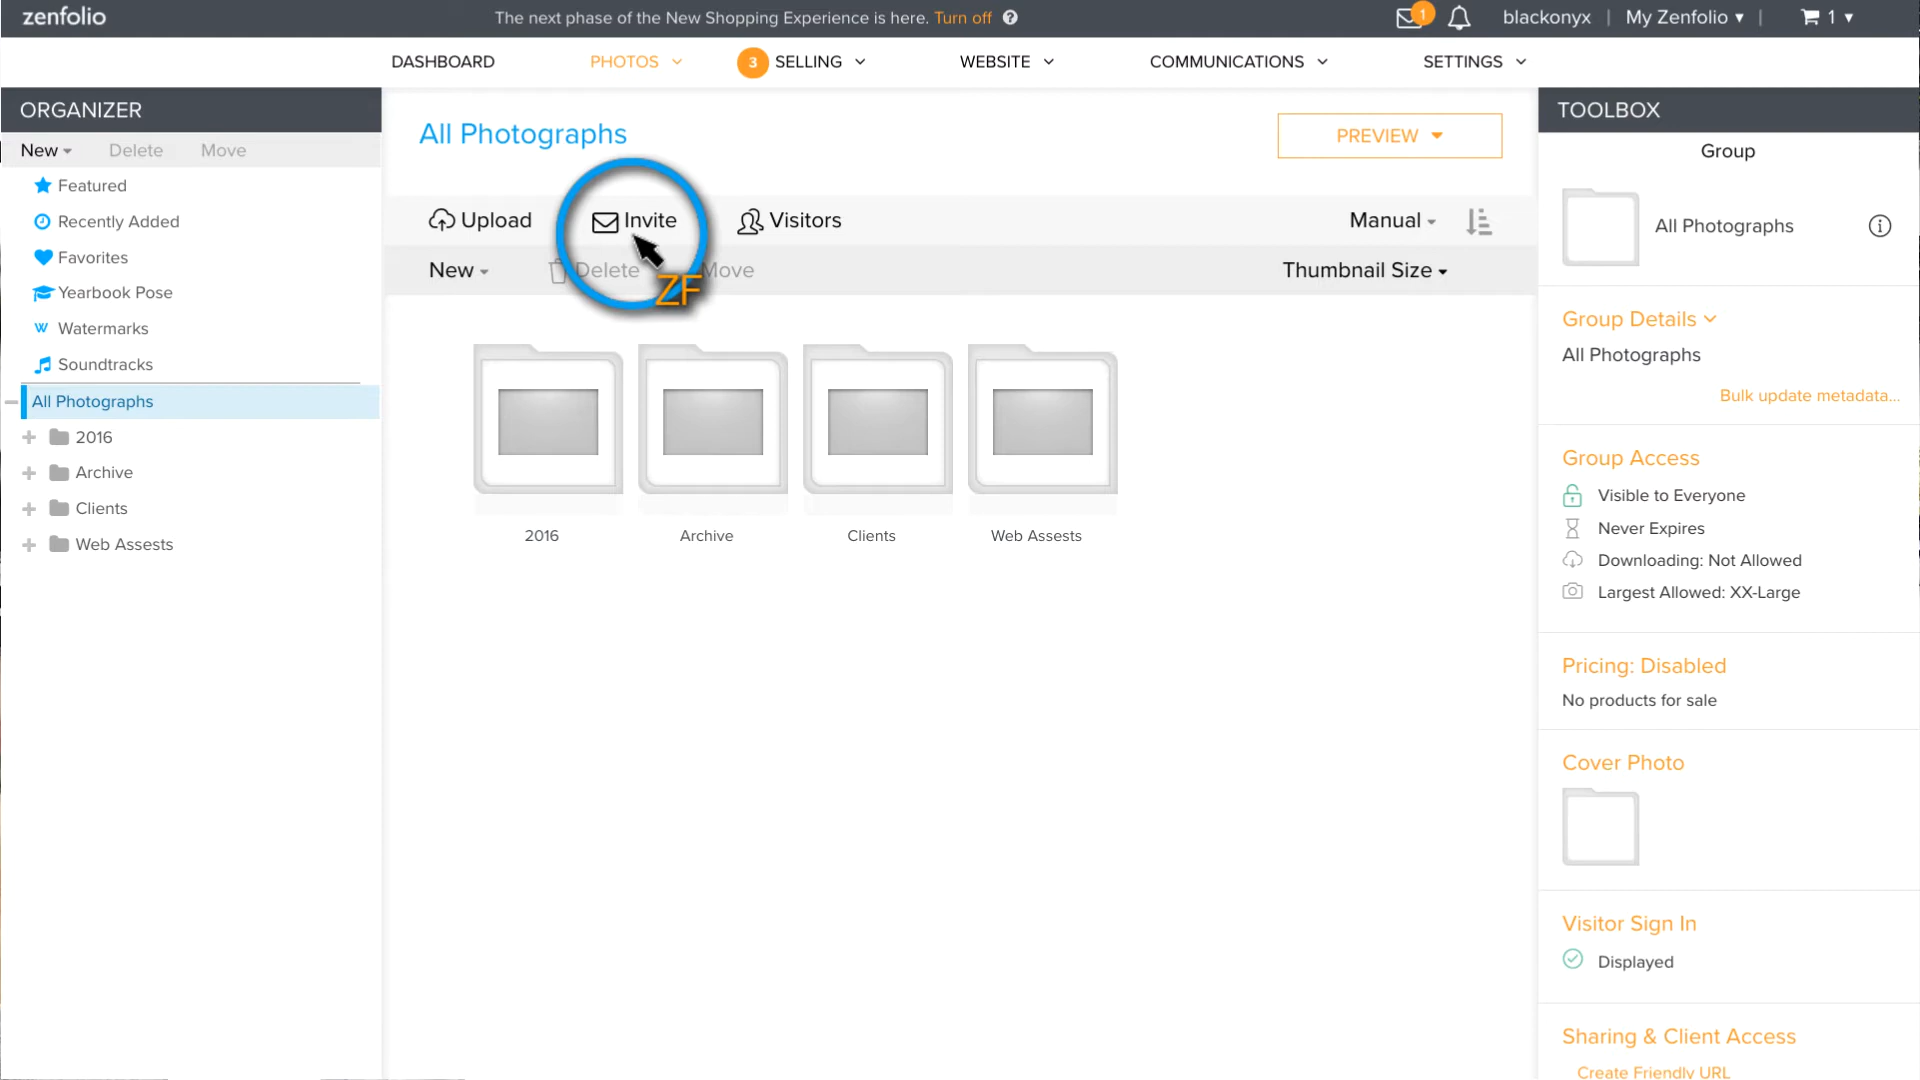 zenfolio
The next phase of the New Shopping Experience is here. Turn off
1
blackonyx | My Zenfolio | 1
DASHBOARD PHOTOS 3 SELLING WEBSITE COMMUNICATIONS SETTINGS
ORGANIZER
New Delete Move
Featured
Recently Added
Favorites
Yearbook Pose
W Watermarks
Soundtracks
All Photographs
2016
Archive
Clients
Web Assests
All Photographs
PREVIEW
Upload Invite Visitors Manual
New Delete Move Thumbnail Size
ZF
2016
Archive
Clients
Web Assests
TOOLBOX
Group
All Photographs
Group Details
All Photographs
Bulk update metadata...
Group Access
Visible to Everyone
Never Expires
Downloading: Not Allowed
Largest Allowed: XX-Large
Pricing: Disabled
No products for sale
Cover Photo
Visitor Sign In
Displayed
Sharing & Client Access
Create Friendly URL